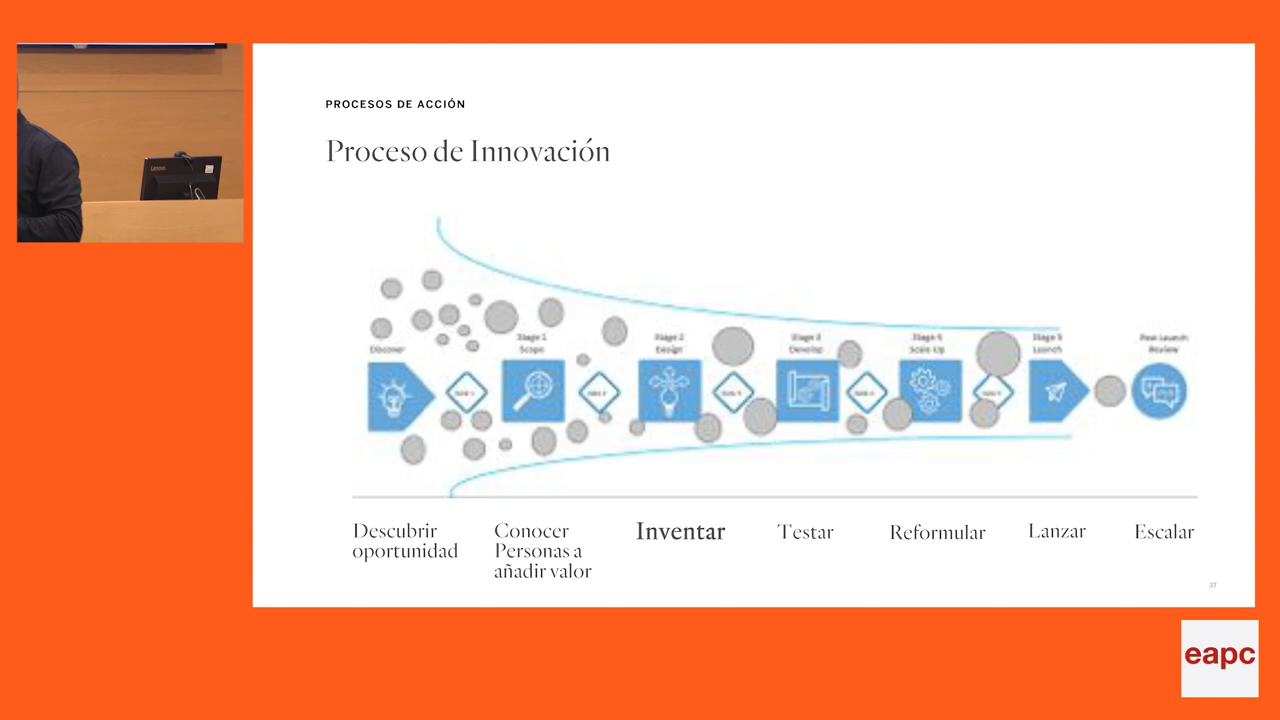 PROCESOS DE ACCIÓN
Proceso de Innovación
Discover
Stage 1
Scope
Stage 2
Design
Stage 3
Develop
Stage 4
Scale Up
Stage 5
Launch
Post Launch
Review
Descubrir
oportunidad
Conocer
Personas a
añadir valor
Inventar
Testar
Reformular
Lanzar
Escalar
37
eapc
Lenovo